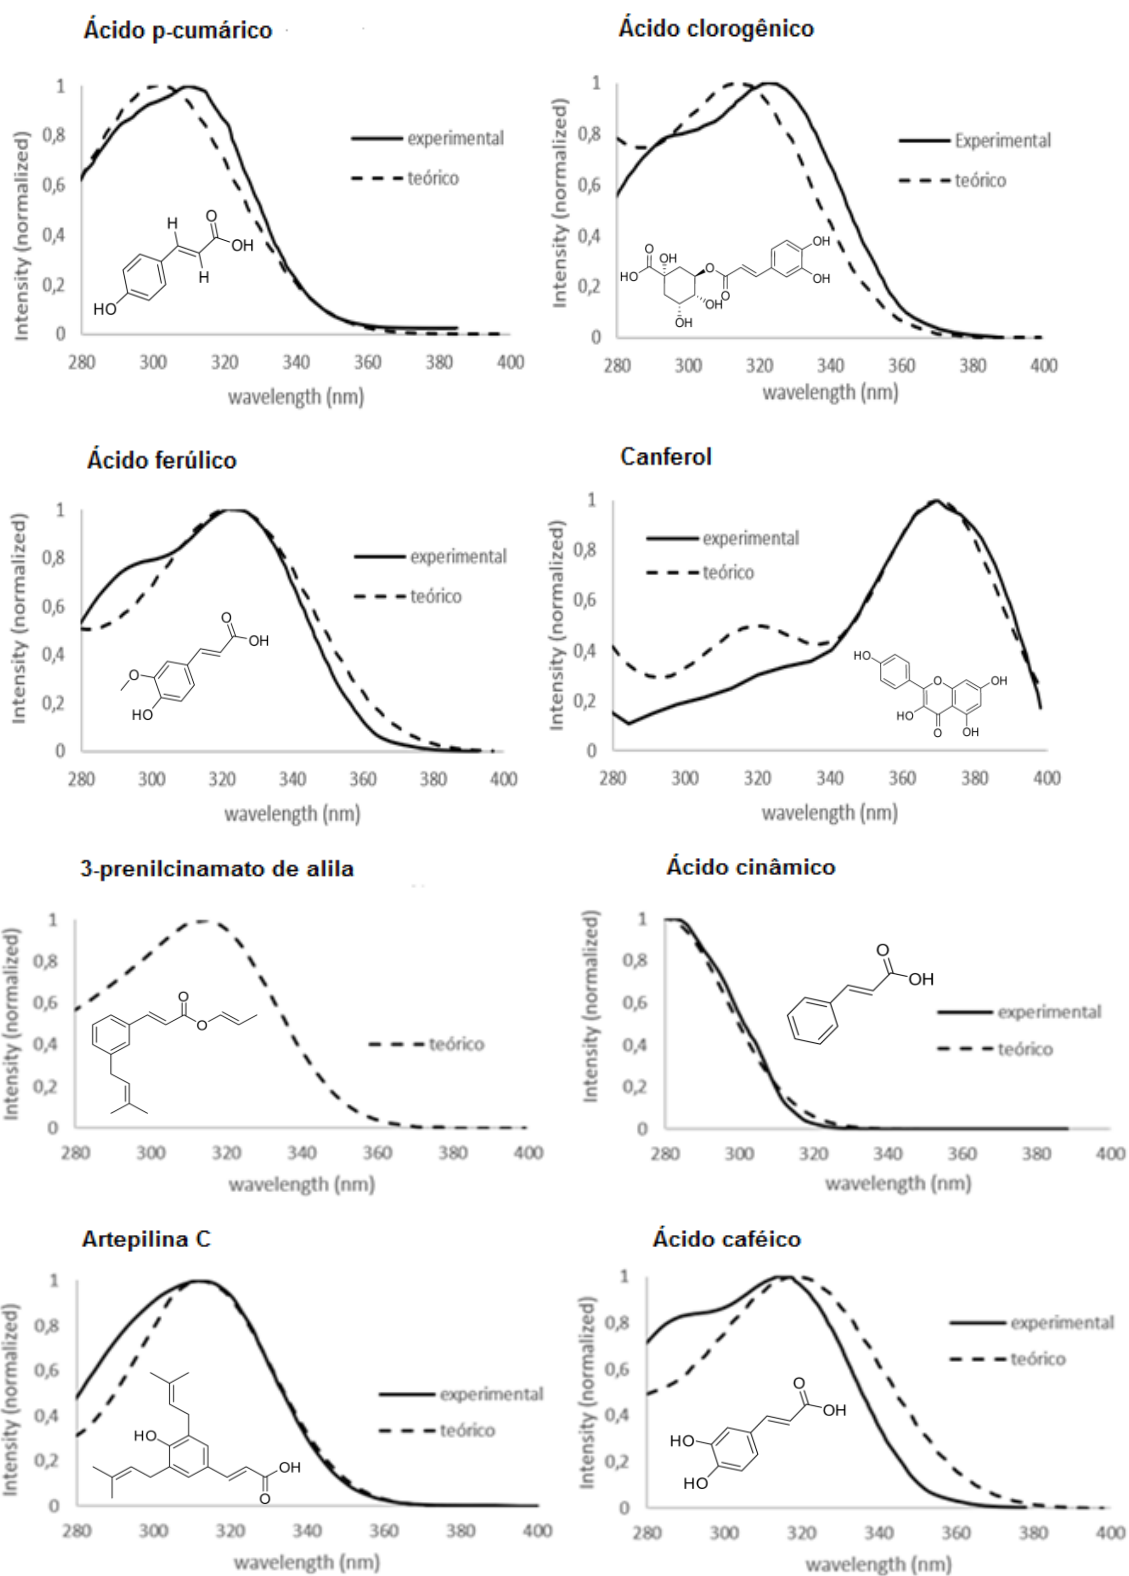 Ácido p-cumárico
Intensity (normalized)
1
0,8
0,6
0,4
0,2
0
280 300 320 340 360 380 400
wavelength (nm)
experimental
teórico
H
O
OH
H
HO
Ácido clorogênico
Intensity (normalized)
1
0,8
0,6
0,4
0,2
0
280 300 320 340 360 380 400
wavelength (nm)
Experimental
teórico
O
OH
HO
O
O
OH
OH
OH
OH
Ácido ferúlico
Intensity (normalized)
1
0,8
0,6
0,4
0,2
0
280 300 320 340 360 380 400
wavelength (nm)
experimental
teórico
O
OH
O
HO
Canferol
Intensity (normalized)
1
0,8
0,6
0,4
0,2
0
280 300 320 340 360 380 400
wavelength (nm)
experimental
teórico
HO
O
OH
HO
O
OH
3-prenilcinamato de alila
Intensity (normalized)
1
0,8
0,6
0,4
0,2
0
280 300 320 340 360 380 400
wavelength (nm)
teórico
O
O
Ácido cinâmico
Intensity (normalized)
1
0,8
0,6
0,4
0,2
0
280 300 320 340 360 380 400
wavelength (nm)
experimental
teórico
O
OH
Artepilina C
Intensity (normalized)
1
0,8
0,6
0,4
0,2
0
280 300 320 340 360 380 400
wavelength (nm)
experimental
teórico
HO
OH
O
Ácido caféico
Intensity (normalized)
1
0,8
0,6
0,4
0,2
0
280 300 320 340 360 380 400
wavelength (nm)
experimental
teórico
O
OH
HO
HO